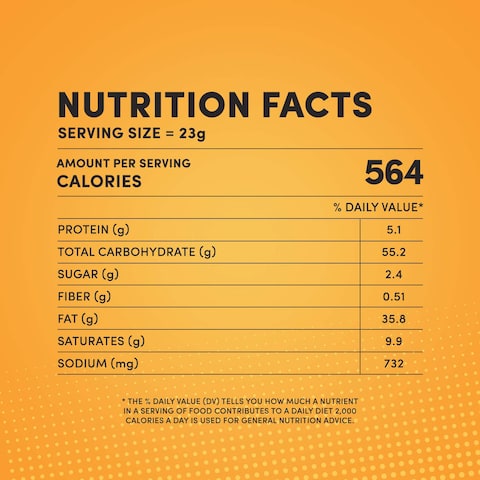 NUTRITION FACTS
SERVING SIZE = 23g
AMOUNT PER SERVING
CALORIES 564
% DAILY VALUE*
PROTEIN (g) 5.1
TOTAL CARBOHYDRATE (g) 55.2
SUGAR (g) 2.4
FIBER (g) 0.51
FAT (g) 35.8
SATURATES (g) 9.9
SODIUM (mg) 732
* THE % DAILY VALUE (DV) TELLS YOU HOW MUCH A NUTRIENT
IN A SERVING OF FOOD CONTRIBUTES TO A DAILY DIET 2,000
CALORIES A DAY IS USED FOR GENERAL NUTRITION ADVICE.